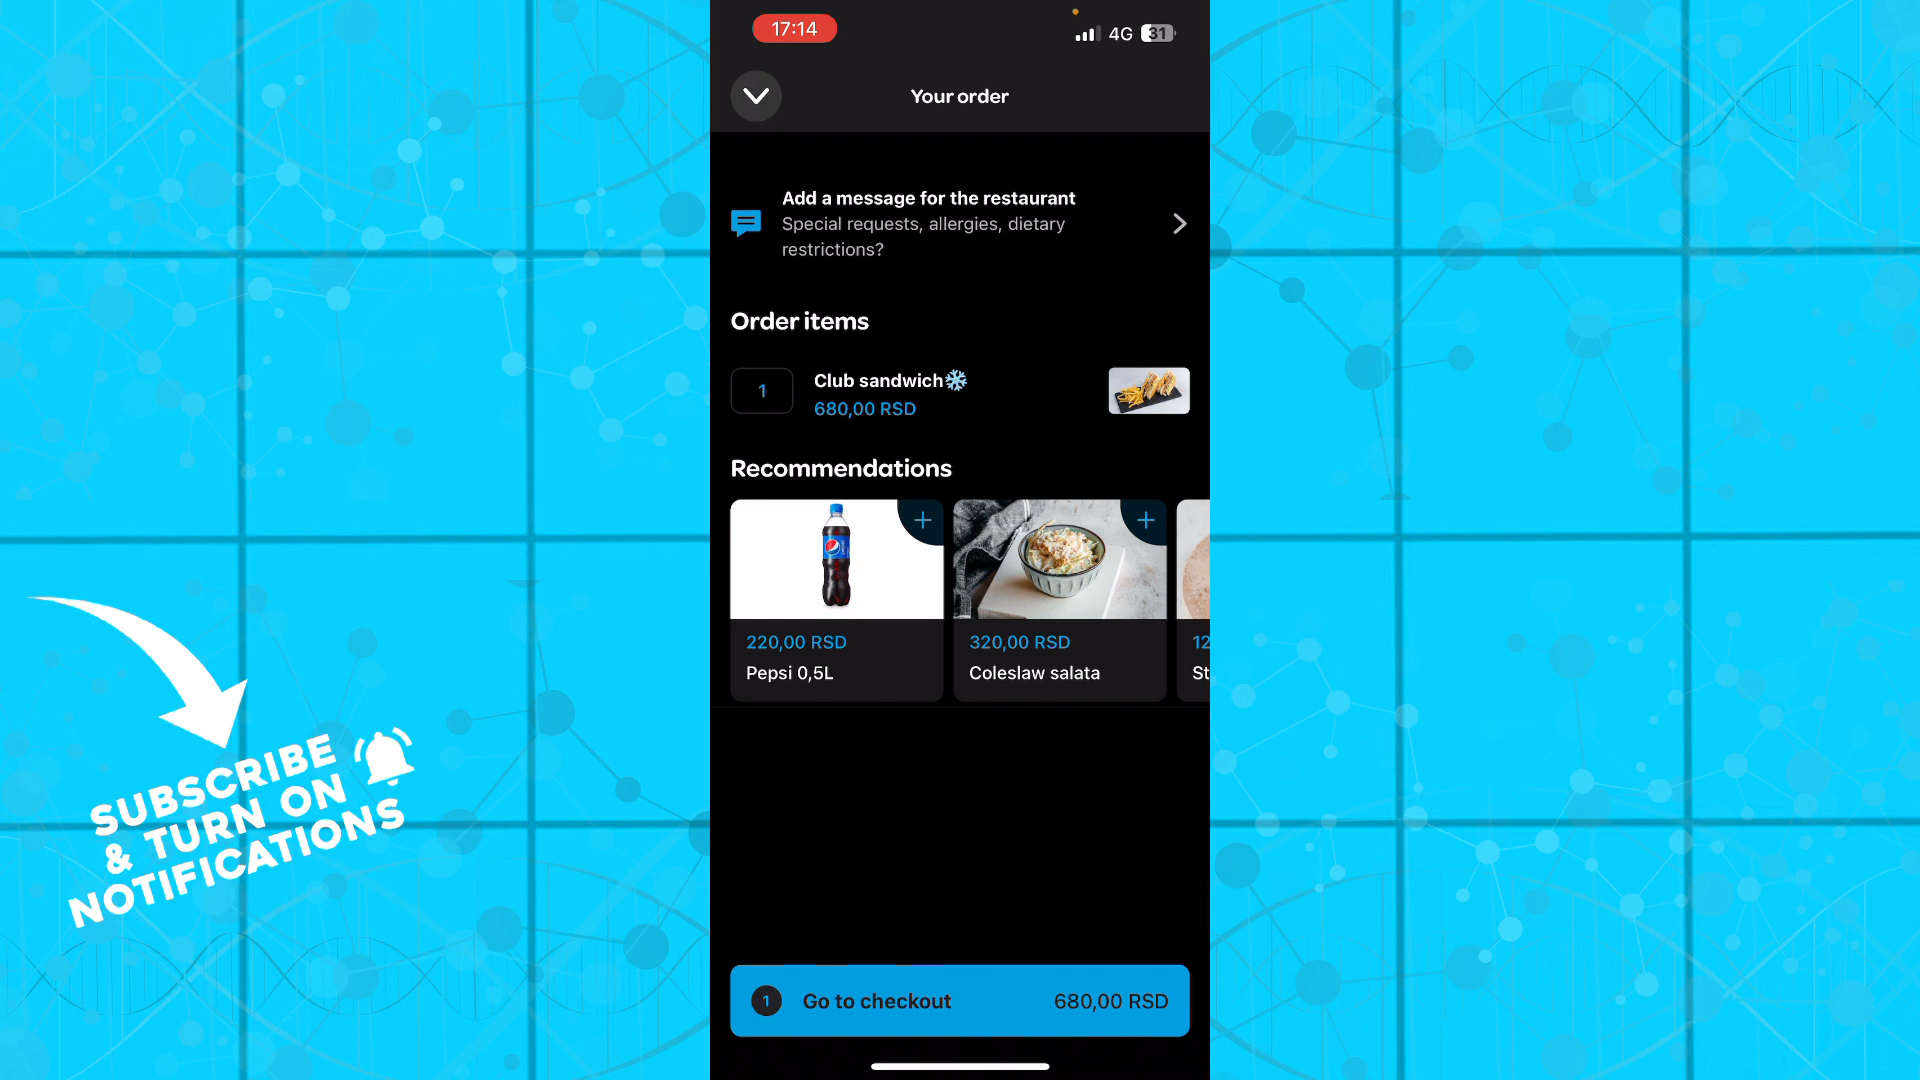 17:14
4G
31
Your order
Add a message for the restaurant
Special requests, allergies, dietary
restrictions?
Order items
1
Club sandwich❄️
680,00 RSD
Recommendations
220,00 RSD
Pepsi 0,5L
320,00 RSD
Coleslaw salata
12
St
1
Go to checkout
680,00 RSD
SUBSCRIBE
& TURN ON
NOTIFICATIONS